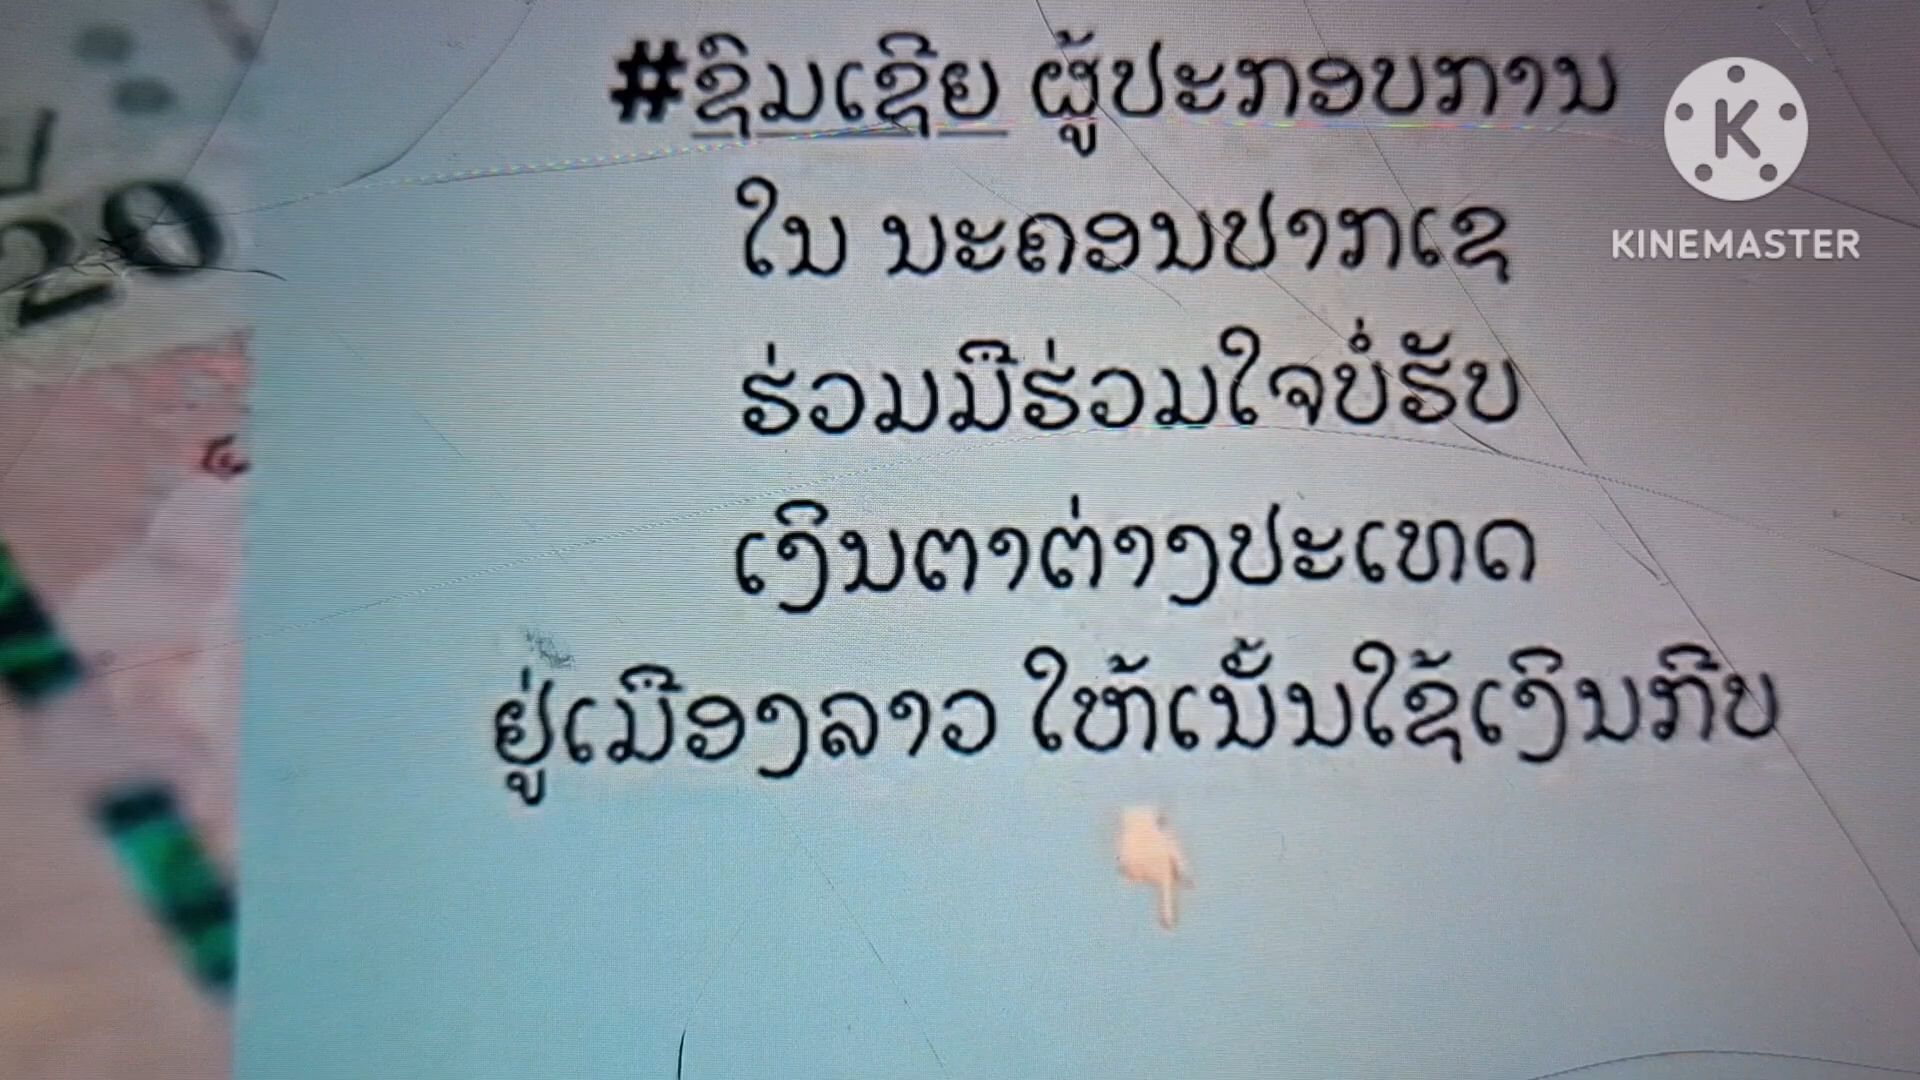 #ຊົມເຊີຍ ຜູ້ປະກອບການ
ໃນ ນະຄອນປາກເຊ
ຮ່ວມມືຮ່ວມໃຈບໍ່ຮັບ
ເງິນຕາຕ່າງປະເທດ
ຢູ່ເມືອງລາວ ໃຫ້ເນັ້ນໃຊ້ເງິນກີບ
KINEMASTER
20